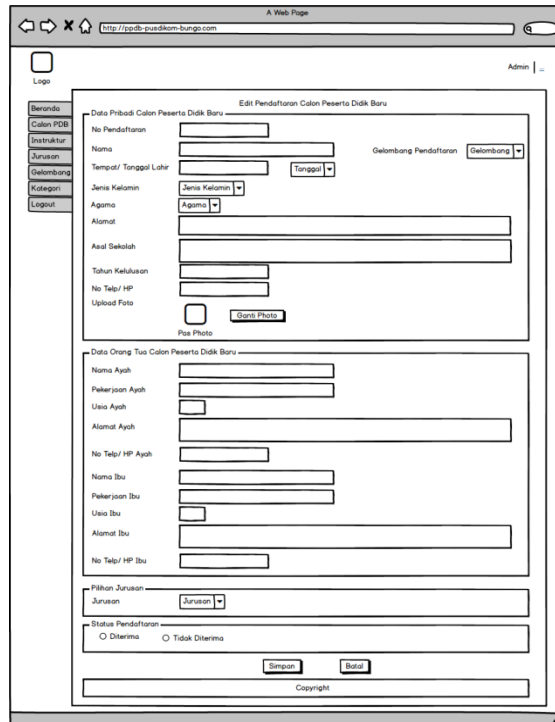 A Web Page
http://ppdb-pusdikom-bungo.com
Logo
Admin | ...
Beranda
Calon PDB
Instruktur
Jurusan
Gelombang
Kategori
Logout
Edit Pendaftaran Calon Peserta Didik Baru
Data Pribadi Calon Peserta Didik Baru
No Pendaftaran
Nama
Gelombang Pendaftaran Gelombang
Tempat/ Tanggal Lahir Tanggal
Jenis Kelamin Jenis Kelamin
Agama Agama
Alamat
Asal Sekolah
Tahun Kelulusan
No Telp/ HP
Upload Foto
Ganti Photo
Pas Photo
Data Orang Tua Calon Peserta Didik Baru
Nama Ayah
Pekerjaan Ayah
Usia Ayah
Alamat Ayah
No Telp/ HP Ayah
Nama Ibu
Pekerjaan Ibu
Usia Ibu
Alamat Ibu
No Telp/ HP Ibu
Pilihan Jurusan
Jurusan Jurusan
Status Pendaftaran
Diterima Tidak Diterima
Simpan Batal
Copyright